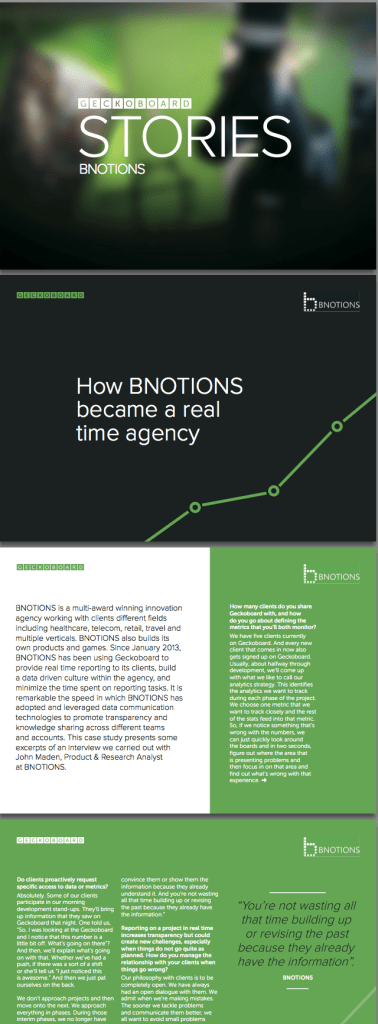 GECKOBOARD
STORIES
BNOTIONS
GECKOBOARD
BNOTIONS
How BNOTIONS
became a real
time agency
GECKOBOARD
BNOTIONS
BNOTIONS is a multi-award winning innovation
agency working with clients different fields
including healthcare, telecom, retail, travel and
multiple verticals. BNOTIONS also builds its
own products and games. Since January 2013,
BNOTIONS has been using Geckoboard to
provide real time reporting to its clients, build
a data driven culture within the agency, and
minimize the time spent on reporting tasks. It is
remarkable the speed in which BNOTIONS has
adopted and leveraged data communication
technologies to promote transparency and
knowledge sharing across different teams
and accounts. This case study presents some
excerpts of an interview we carried out with
John Maden, Product & Research Analyst
at BNOTIONS.
How many clients do you share
Geckoboard with, and how
do you go about defining the
metrics that you'll both monitor?
We have five clients currently
on Geckoboard. And every new
client that comes in now also
gets signed up on Geckoboard.
Usually, about halfway through
development, we'll come up
with what we like to call our
analytics strategy. This identifies
the analytics we want to track
during each phase of the project.
We choose one metric that we
want to track closely and the rest
of the stats feed into that metric.
So, if we notice something that's
wrong with the numbers, we
can just quickly look around
the boards and in two seconds,
figure out where the area that
is presenting problems and
then focus in on that area and
find out what's wrong with that
experience. →
GECKOBOARD
BNOTIONS
Do clients proactively request
specific access to data or metrics?
Absolutely. Some of our clients
participate in our morning
development stand-ups. They'll bring
up information that they saw on
Geckoboard that night. One told us,
"So, I was looking at the Geckoboard
and I notice that this number is a
little bit off. What's going on there"?
And then, we'll explain what's going
on with that. Whether we've had a
push, if there was a sort of a shift
or she'll tell us "I just noticed this
is awesome." And then we just pat
ourselves on the back.
We don't approach projects and then
move onto the next. We approach
everything in phases. During those
interim phases, we no longer have
convince them or show them the
information because they already
understand it. And you're not wasting
all that time building up or revising
the past because they already have
the information."
Reporting on a project in real time
increases transparency but could
create new challenges, especially
when things do not go quite as
planned. How do you manage the
relationship with your clients when
things go wrong?
Our philosophy with clients is to be
completely open. We have always
had an open dialogue with them. We
admit when we're making mistakes.
The sooner we tackle problems
and communicate them better, we
all want to avoid small problems
"You're not wasting all
that time building up
or revising the past
because they already
have the information".
BNOTIONS